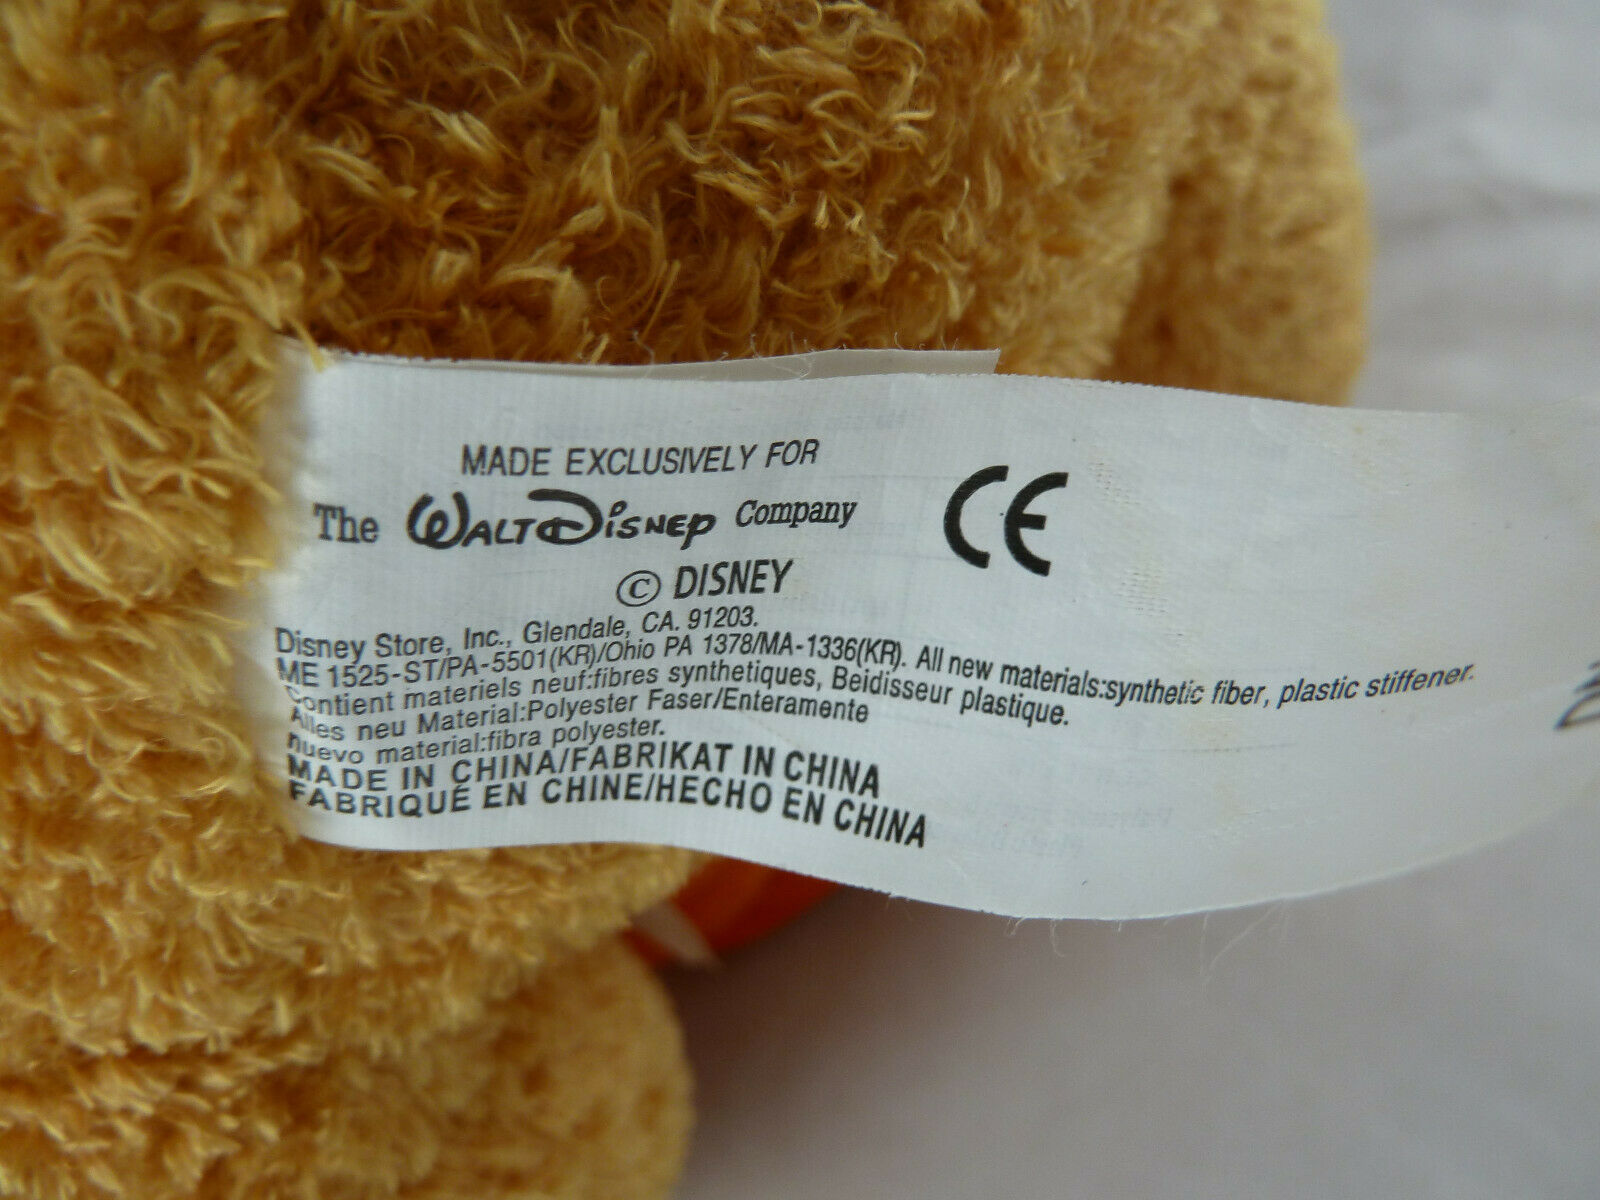 MADE EXCLUSIVELY FOR
The WALT DISNEY Company
CE
© DISNEY
Disney Store, Inc., Glendale, CA. 91203.
ME 1525-ST/PA-5501(KR)/Ohio PA 1378/MA-1336(KR). All new materials:synthetic fiber, plastic stiffener.
Contient materiels neuf:fibres synthetiques, Beidisseur plastique.
Alles neu Material:Polyester Faser/Enteramente
nuevo material:fibra polyester.
MADE IN CHINA/FABRIKAT IN CHINA
FABRIQUÉ EN CHINE/HECHO EN CHINA